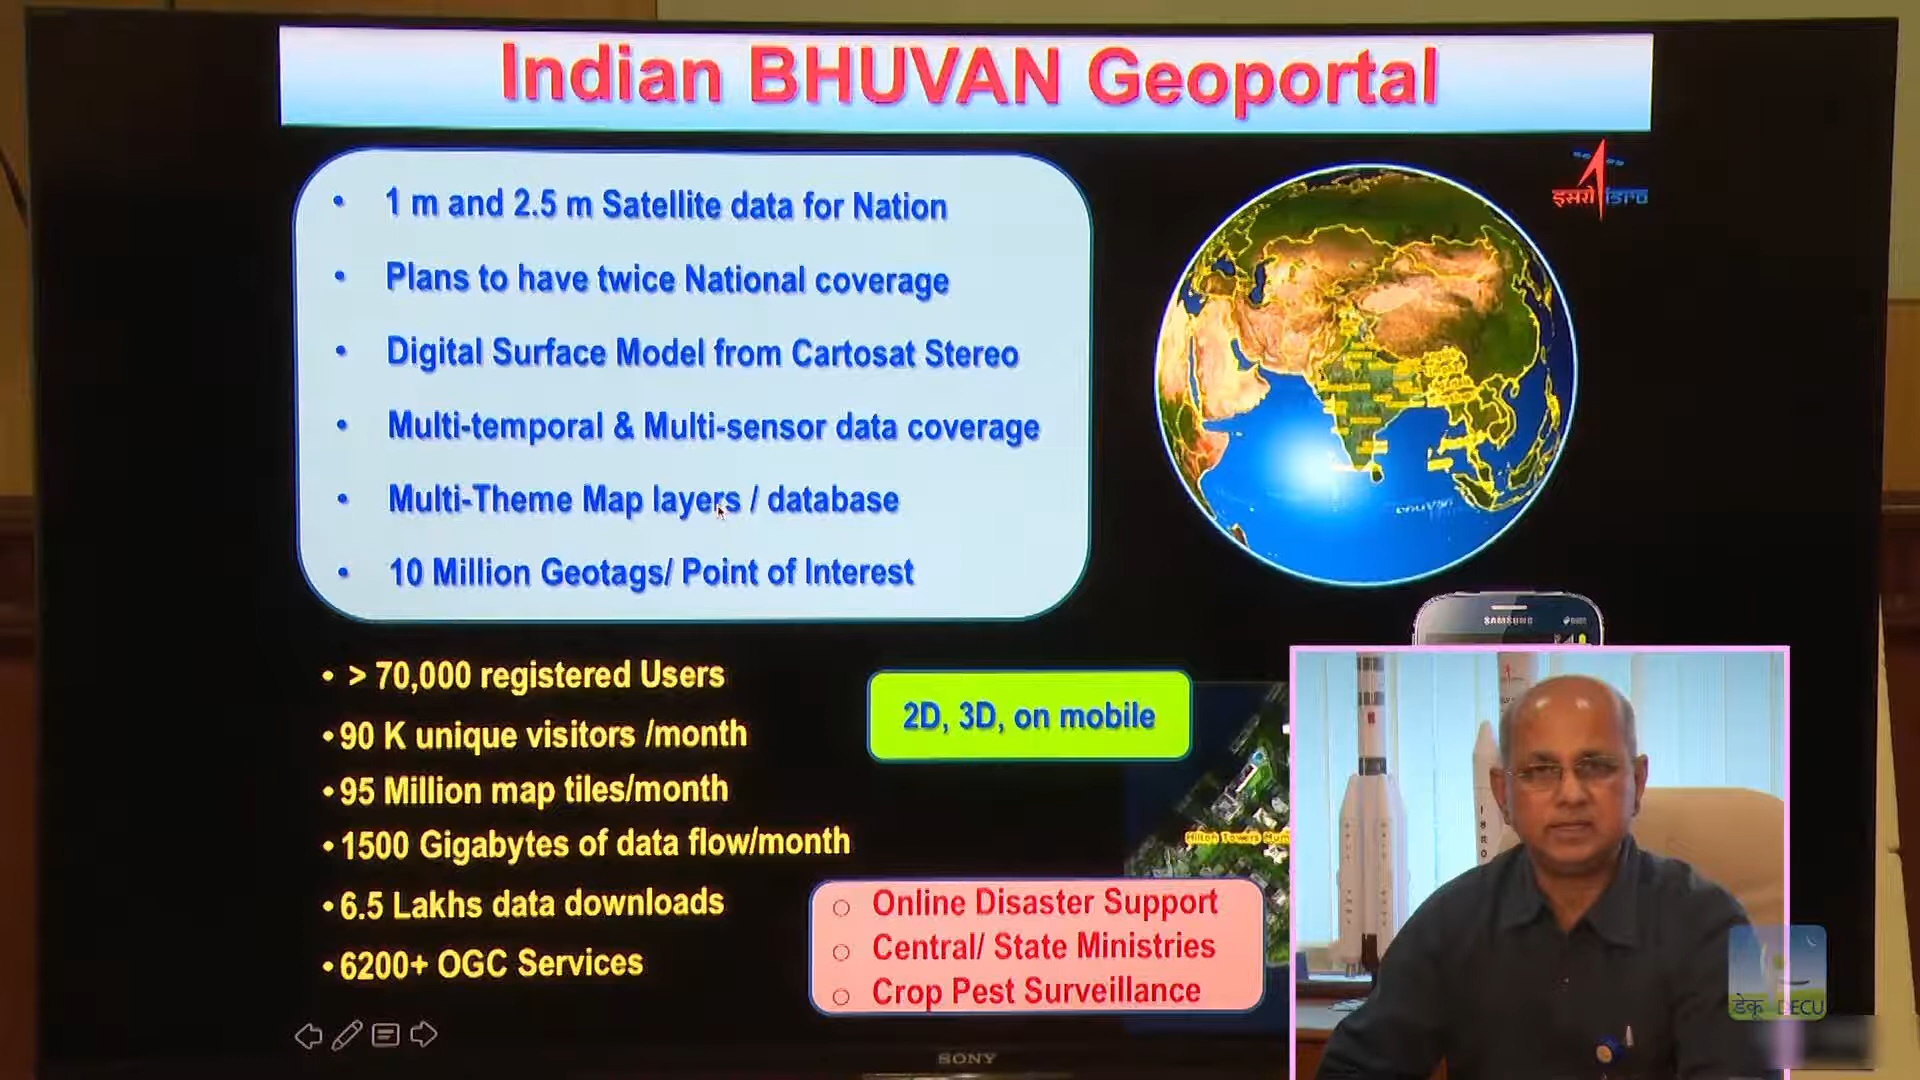 Indian BHUVAN Geoportal
• 1 m and 2.5 m Satellite data for Nation
• Plans to have twice National coverage
• Digital Surface Model from Cartosat Stereo
• Multi-temporal & Multi-sensor data coverage
• Multi-Theme Map layers / database
• 10 Million Geotags/ Point of Interest
इसरो isro
SAMSUNG
• > 70,000 registered Users
• 90 K unique visitors /month
• 95 Million map tiles/month
• 1500 Gigabytes of data flow/month
• 6.5 Lakhs data downloads
• 6200+ OGC Services
2D, 3D, on mobile
Hilton Towers Mum
○ Online Disaster Support
○ Central/ State Ministries
○ Crop Pest Surveillance
ISRO
डेकू DECU
SONY